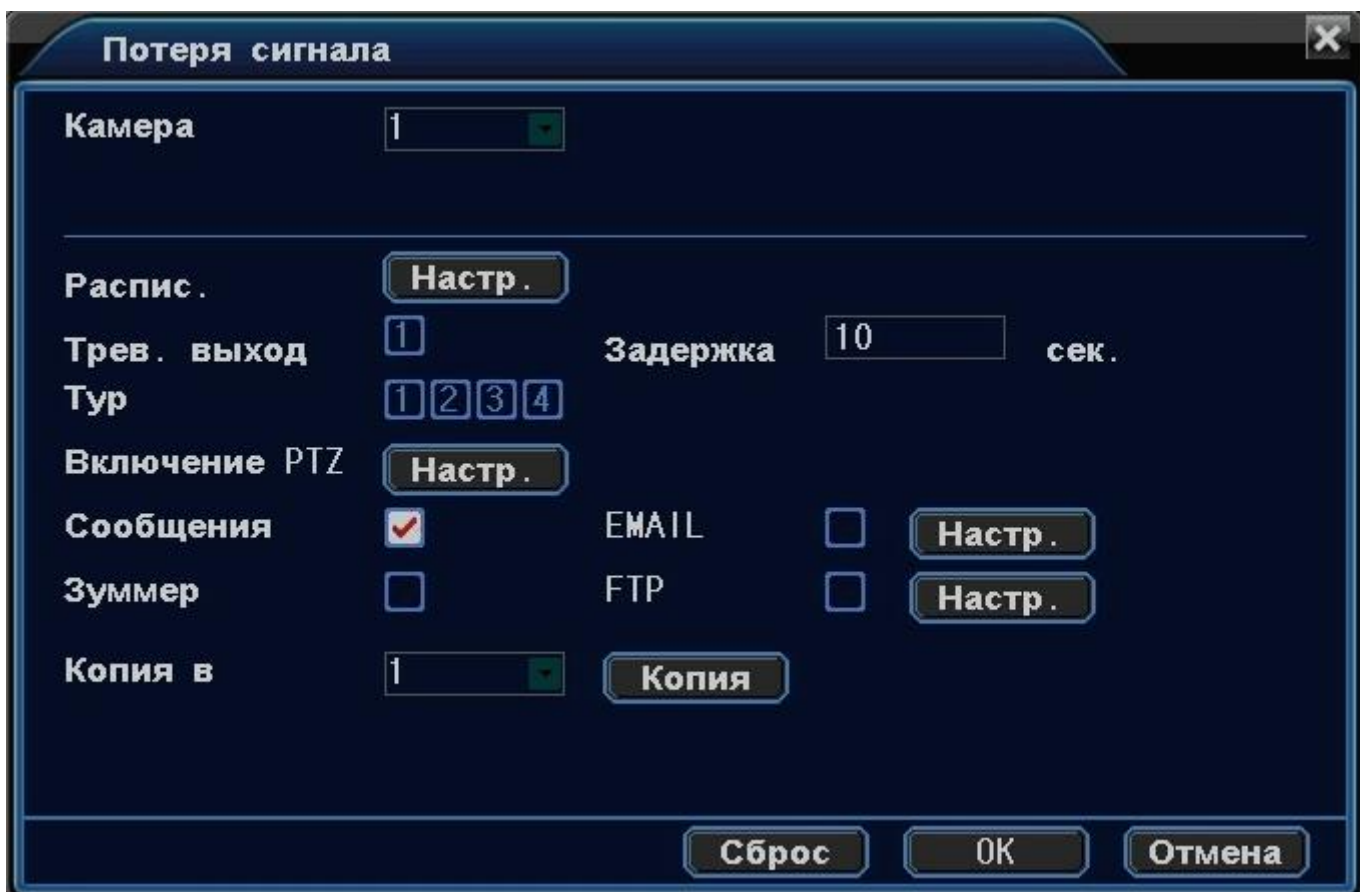 Потеря сигнала
Камера 1
Распис. Настр.
Трев. выход 1 Задержка 10 сек.
Тур 1 2 3 4
Включение PTZ Настр.
Сообщения EMAIL Настр.
Зуммер FTP Настр.
Копия в 1 Копия
Сброс OK Отмена